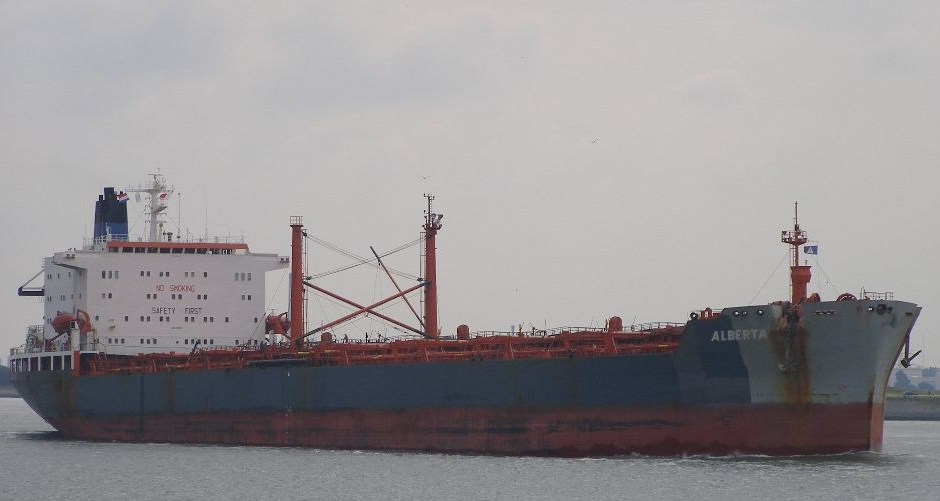 NO SMOKING
SAFETY FIRST
ALBERTA